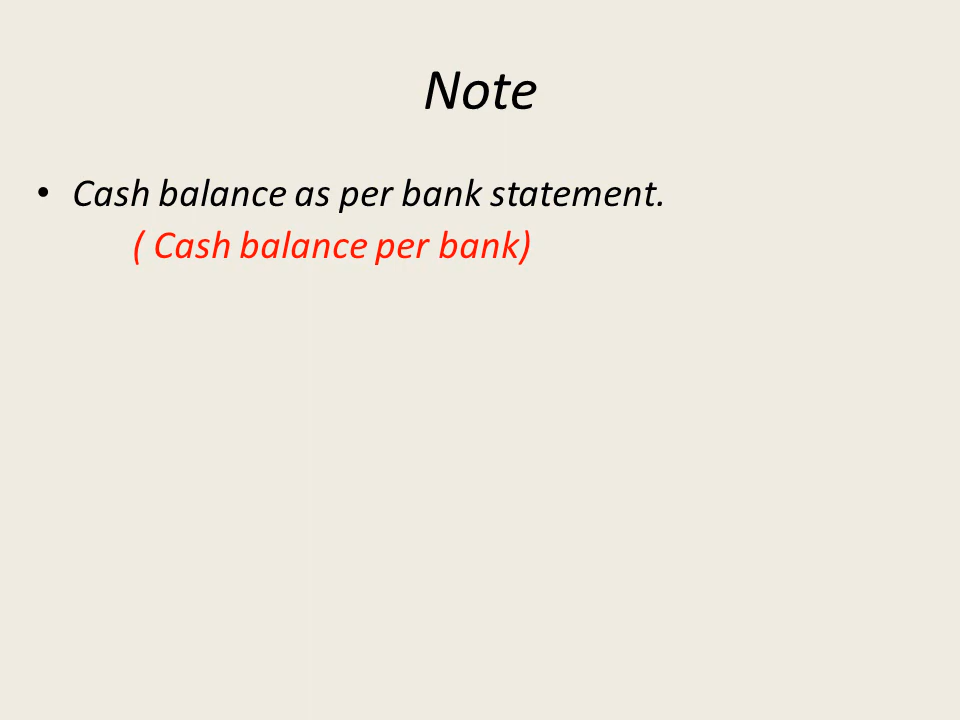 Note
• Cash balance as per bank statement.
( Cash balance per bank)